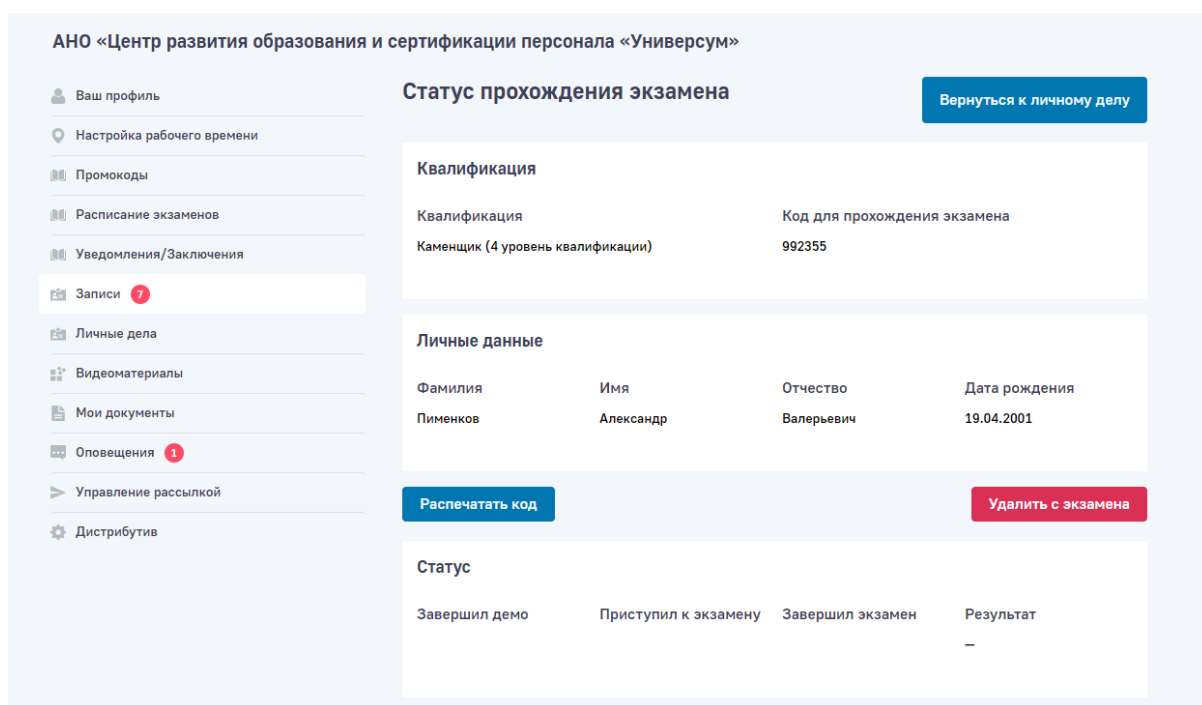 АНО «Центр развития образования и сертификации персонала «Универсум»
Ваш профиль
Настройка рабочего времени
Промокоды
Расписание экзаменов
Уведомления/Заключения
Записи 7
Личные дела
Видеоматериалы
Мои документы
Оповещения 1
Управление рассылкой
Дистрибутив
Статус прохождения экзамена
Вернуться к личному делу
Квалификация
Квалификация Код для прохождения экзамена
Каменщик (4 уровень квалификации) 992355
Личные данные
Фамилия Имя Отчество Дата рождения
Пименков Александр Валерьевич 19.04.2001
Распечатать код Удалить с экзамена
Статус
Завершил демо Приступил к экзамену Завершил экзамен Результат
—